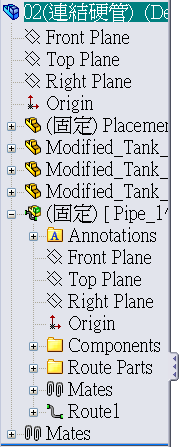 02(連結硬管) (De
Front Plane
Top Plane
Right Plane
Origin
(固定) Placemen
Modified_Tank_
Modified_Tank_
Modified_Tank_
(固定) [ Pipe_1^
Annotations
Front Plane
Top Plane
Right Plane
Origin
Components
Route Parts
Mates
Route1
Mates